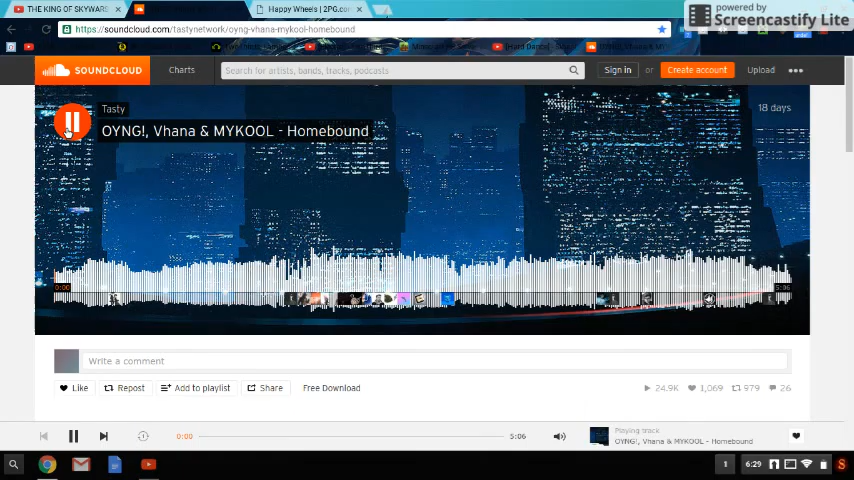 THE KING OF SKYWARS
Happy Wheels | 2PG.com
powered by
Screencastify Lite
https://soundcloud.com/tastynetwork/oyng-vhana-mykool-homebound
SOUNDCLOUD
Charts
Search for artists, bands, tracks, podcasts
Sign in or Create account Upload
Tasty
18 days
OYNG!, Vhana & MYKOOL - Homebound
0:00
5:06
Write a comment
Like Repost Add to playlist Share Free Download 24.9K 1,069 979 26
0:00 5:06
Playing track
OYNG!, Vhana & MYKOOL - Homebound
1 6:29